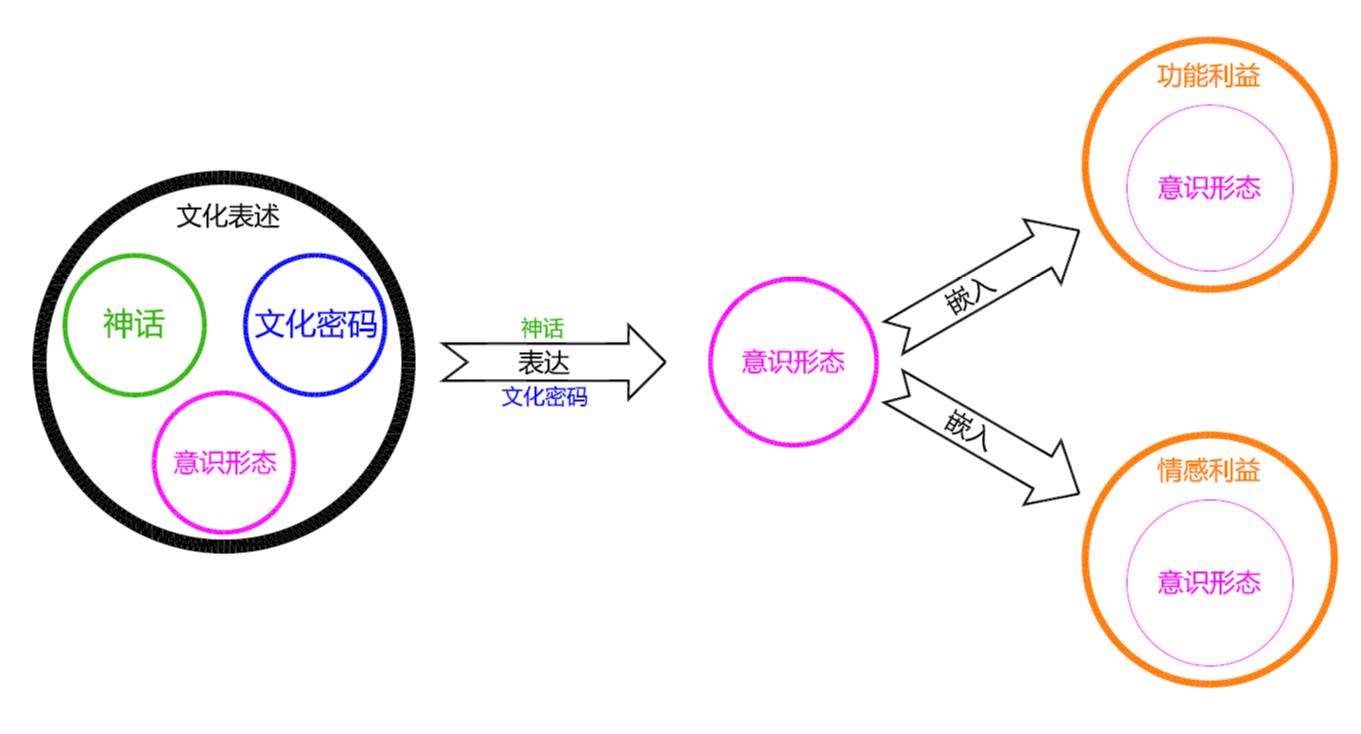 文化表述
神话
文化密码
意识形态
神话
表达
文化密码
意识形态
嵌入
嵌入
功能利益
意识形态
情感利益
意识形态